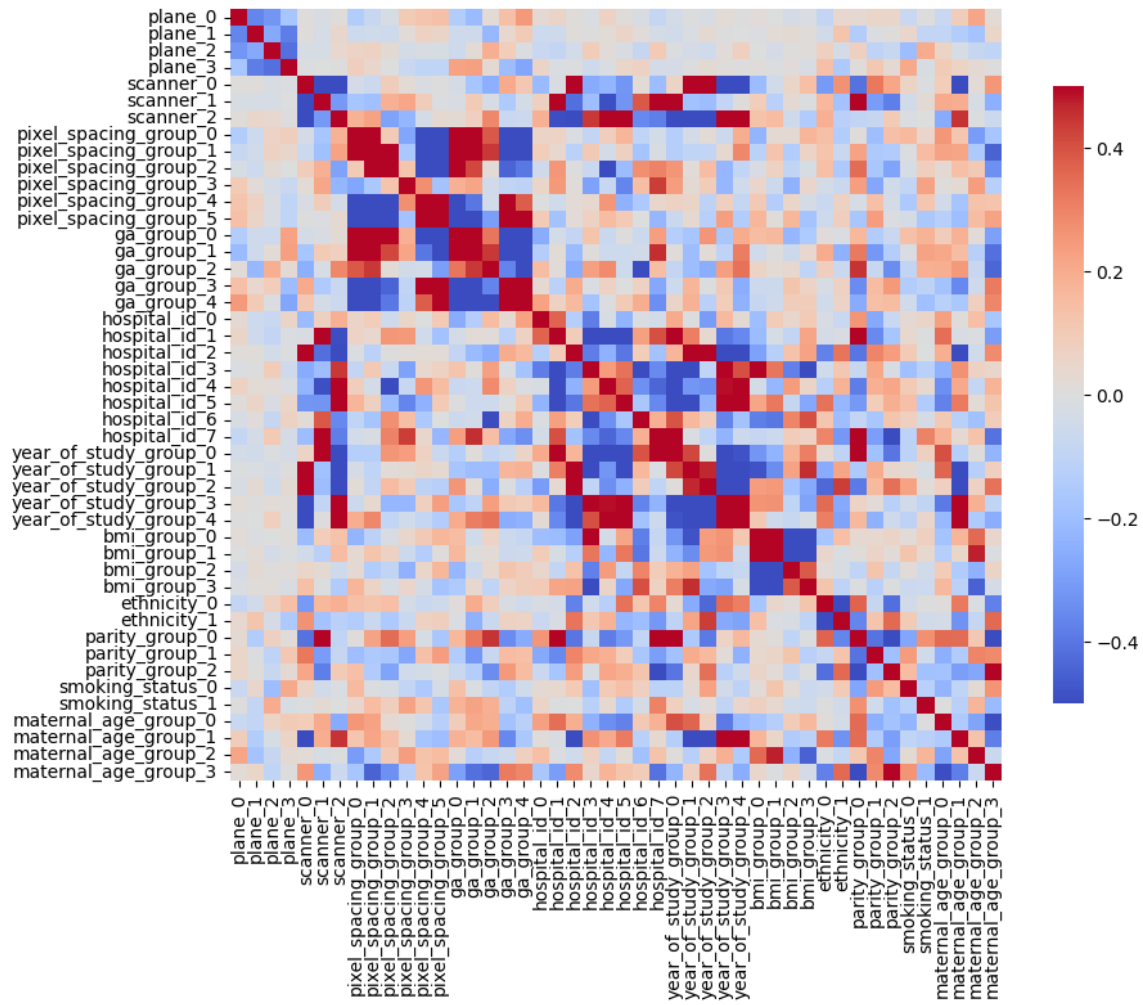 plane_0
plane_1
plane_2
plane_3
scanner_0
scanner_1
scanner_2
pixel_spacing_group_0
pixel_spacing_group_1
pixel_spacing_group_2
pixel_spacing_group_3
pixel_spacing_group_4
pixel_spacing_group_5
ga_group_0
ga_group_1
ga_group_2
ga_group_3
ga_group_4
hospital_id_0
hospital_id_1
hospital_id_2
hospital_id_3
hospital_id_4
hospital_id_5
hospital_id_6
hospital_id_7
year_of_study_group_0
year_of_study_group_1
year_of_study_group_2
year_of_study_group_3
year_of_study_group_4
bmi_group_0
bmi_group_1
bmi_group_2
bmi_group_3
ethnicity_0
ethnicity_1
parity_group_0
parity_group_1
parity_group_2
smoking_status_0
smoking_status_1
maternal_age_group_0
maternal_age_group_1
maternal_age_group_2
maternal_age_group_3
plane_0
plane_1
plane_2
plane_3
scanner_0
scanner_1
scanner_2
pixel_spacing_group_0
pixel_spacing_group_1
pixel_spacing_group_2
pixel_spacing_group_3
pixel_spacing_group_4
pixel_spacing_group_5
ga_group_0
ga_group_1
ga_group_2
ga_group_3
ga_group_4
hospital_id_0
hospital_id_1
hospital_id_2
hospital_id_3
hospital_id_4
hospital_id_5
hospital_id_6
hospital_id_7
year_of_study_group_0
year_of_study_group_1
year_of_study_group_2
year_of_study_group_3
year_of_study_group_4
bmi_group_0
bmi_group_1
bmi_group_2
bmi_group_3
ethnicity_0
ethnicity_1
parity_group_0
parity_group_1
parity_group_2
smoking_status_0
smoking_status_1
maternal_age_group_0
maternal_age_group_1
maternal_age_group_2
maternal_age_group_3
0.4
0.2
0.0
−0.2
−0.4